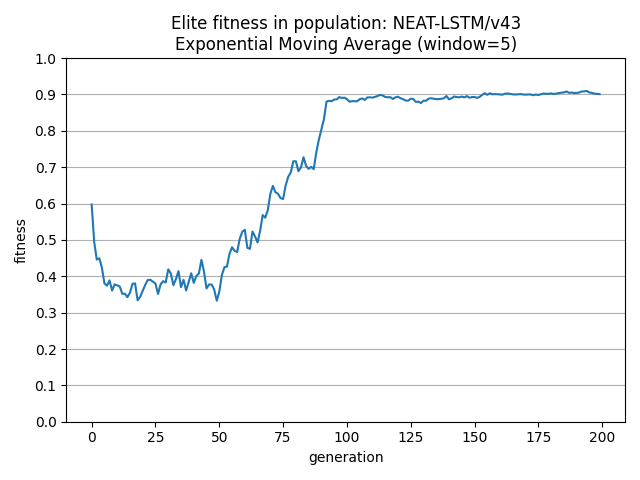 Elite fitness in population: NEAT-LSTM/v43
Exponential Moving Average (window=5)
1.0
0.9
0.8
0.7
0.6
0.5
0.4
0.3
0.2
0.1
0.0
fitness
0 25 50 75 100 125 150 175 200
generation